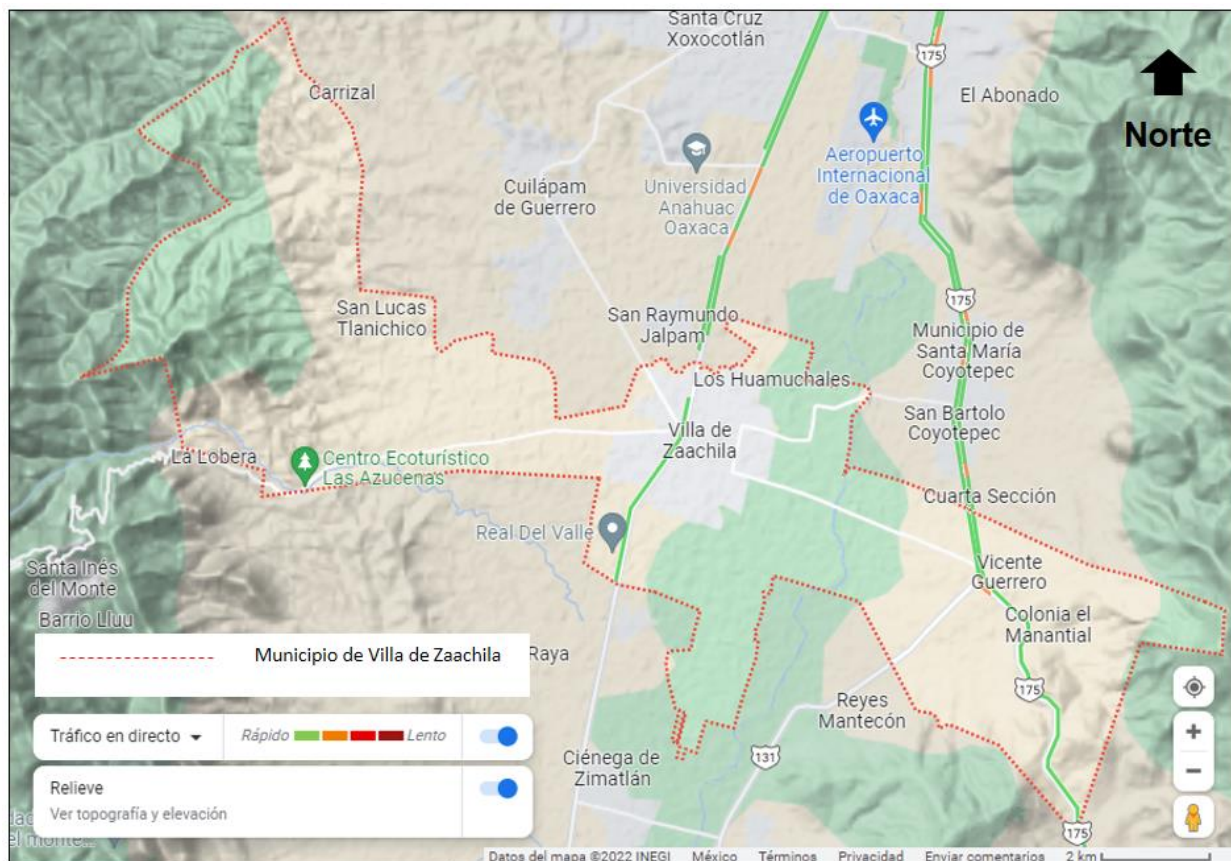 Santa Cruz
Xoxocotlán
175
El Abonado
Norte
Carrizal
Aeropuerto
Internacional
de Oaxaca
Cuilápam
de Guerrero
Universidad
Anahuac
Oaxaca
175
San Lucas
Tlanichico
San Raymundo
Jalpam
Municipio de
Santa María
Coyotepec
Los Huamuchales
San Bartolo
Coyotepec
Villa de
Zaachila
La Lobera
Centro Ecoturístico
Las Azucenas
Cuarta Sección
Real Del Valle
Vicente
Guerrero
Santa Inés
del Monte
Barrio Lluu
Colonia el
Manantial
Municipio de Villa de Zaachila
Raya
175
Reyes
Mantecón
Tráfico en directo
Rápido
Lento
Ciénega de
Zimatlán
131
Relieve
Ver topografía y elevación
el monte...
175
Datos del mapa ©2022 INEGI México Términos Privacidad Enviar comentarios 2 km